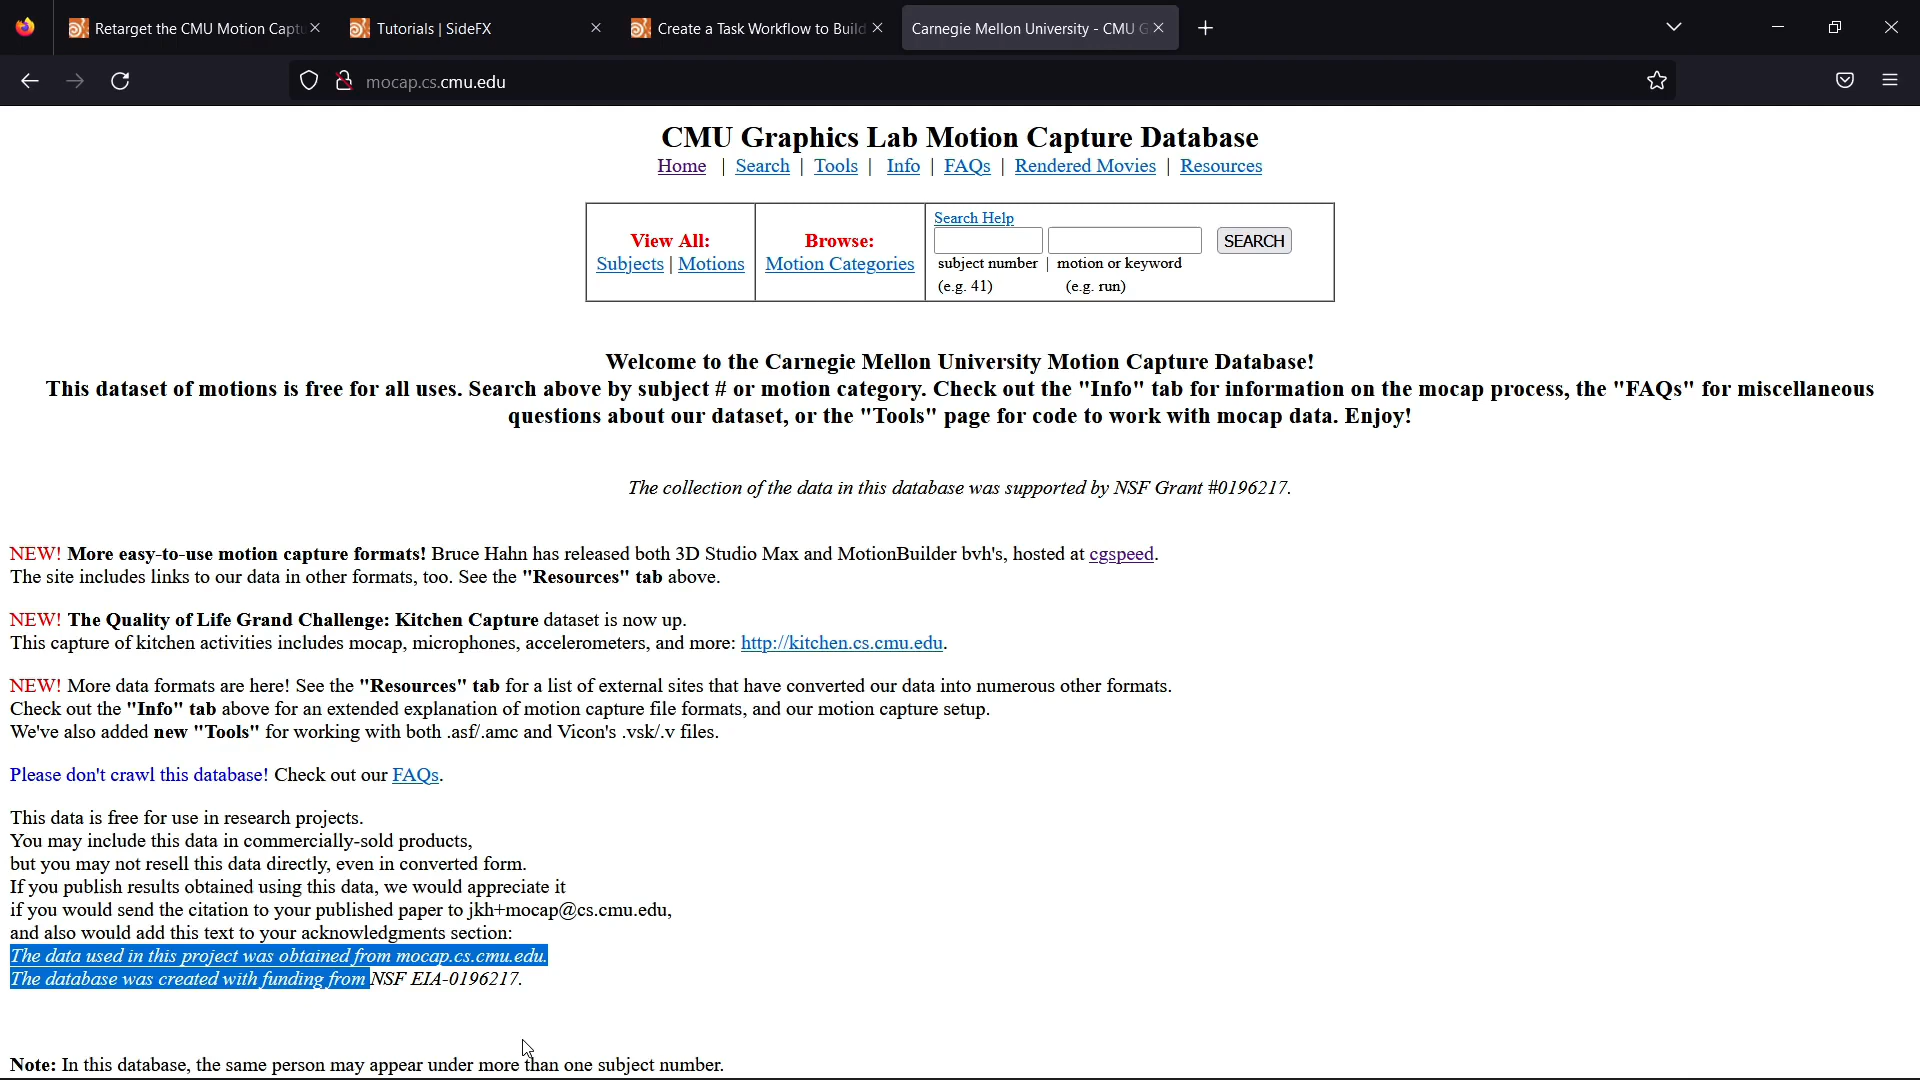 Retarget the CMU Motion Captu
Tutorials | SideFX
Create a Task Workflow to Build
Carnegie Mellon University - CMU G
mocap.cs.cmu.edu
CMU Graphics Lab Motion Capture Database
Home | Search | Tools | Info | FAQs | Rendered Movies | Resources
View All:
Subjects | Motions
Browse:
Motion Categories
Search Help
SEARCH
subject number | motion or keyword
(e.g. 41) (e.g. run)
Welcome to the Carnegie Mellon University Motion Capture Database!
This dataset of motions is free for all uses. Search above by subject # or motion category. Check out the "Info" tab for information on the mocap process, the "FAQs" for miscellaneous
questions about our dataset, or the "Tools" page for code to work with mocap data. Enjoy!
The collection of the data in this database was supported by NSF Grant #0196217.
NEW! More easy-to-use motion capture formats! Bruce Hahn has released both 3D Studio Max and MotionBuilder bvh's, hosted at cgspeed.
The site includes links to our data in other formats, too. See the "Resources" tab above.
NEW! The Quality of Life Grand Challenge: Kitchen Capture dataset is now up.
This capture of kitchen activities includes mocap, microphones, accelerometers, and more: http://kitchen.cs.cmu.edu.
NEW! More data formats are here! See the "Resources" tab for a list of external sites that have converted our data into numerous other formats.
Check out the "Info" tab above for an extended explanation of motion capture file formats, and our motion capture setup.
We've also added new "Tools" for working with both .asf/.amc and Vicon's .vsk/.v files.
Please don't crawl this database! Check out our FAQs.
This data is free for use in research projects.
You may include this data in commercially-sold products,
but you may not resell this data directly, even in converted form.
If you publish results obtained using this data, we would appreciate it
if you would send the citation to your published paper to jkh+mocap@cs.cmu.edu,
and also would add this text to your acknowledgments section:
The data used in this project was obtained from mocap.cs.cmu.edu.
The database was created with funding from NSF EIA-0196217.
Note: In this database, the same person may appear under more than one subject number.